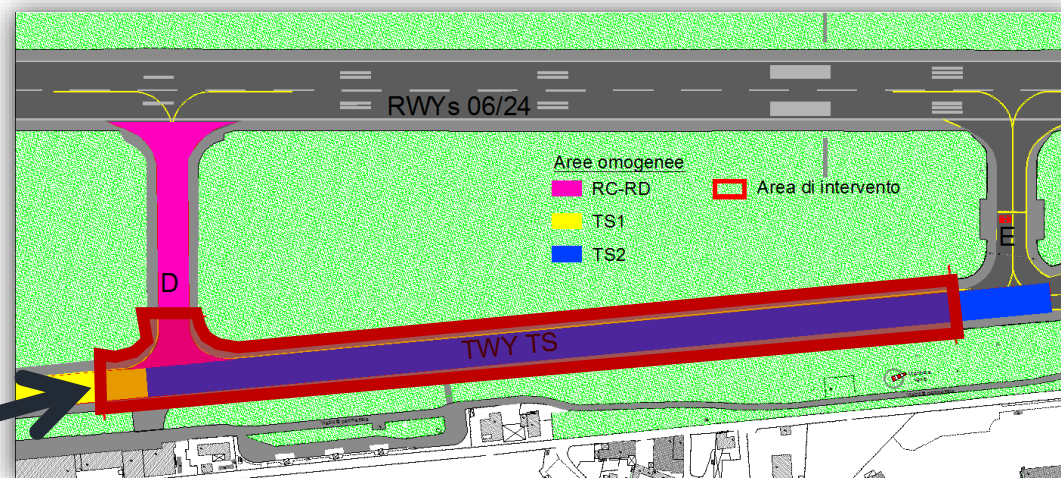 RWYs 06/24
Aree omogenee
RC-RD
Area di intervento
TS1
TS2
E
D
TWY TS